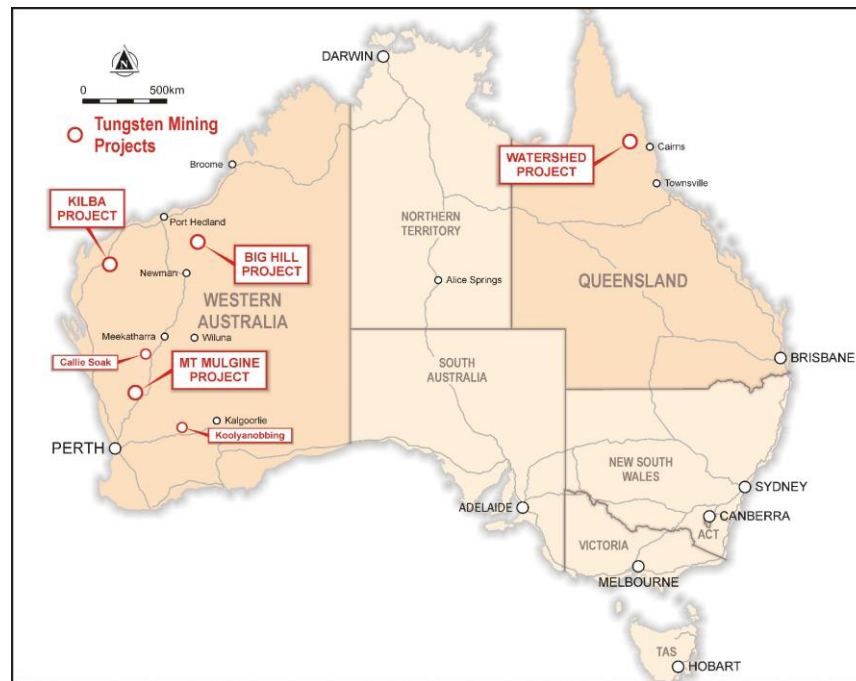 N
0
500km
Tungsten Mining
Projects
DARWIN
Broome
KILBA
PROJECT
Port Hedland
BIG HILL
PROJECT
Newman
WESTERN
AUSTRALIA
Meekatharra
Wiluna
Callie Soak
MT MULGINE
PROJECT
Kalgoorlie
Koolyanobbing
PERTH
NORTHERN
TERRITORY
Alice Springs
SOUTH
AUSTRALIA
ADELAIDE
WATERSHED
PROJECT
Cairns
Townsville
QUEENSLAND
BRISBANE
NEW SOUTH
WALES
SYDNEY
CANBERRA
ACT
VICTORIA
MELBOURNE
TAS
HOBART